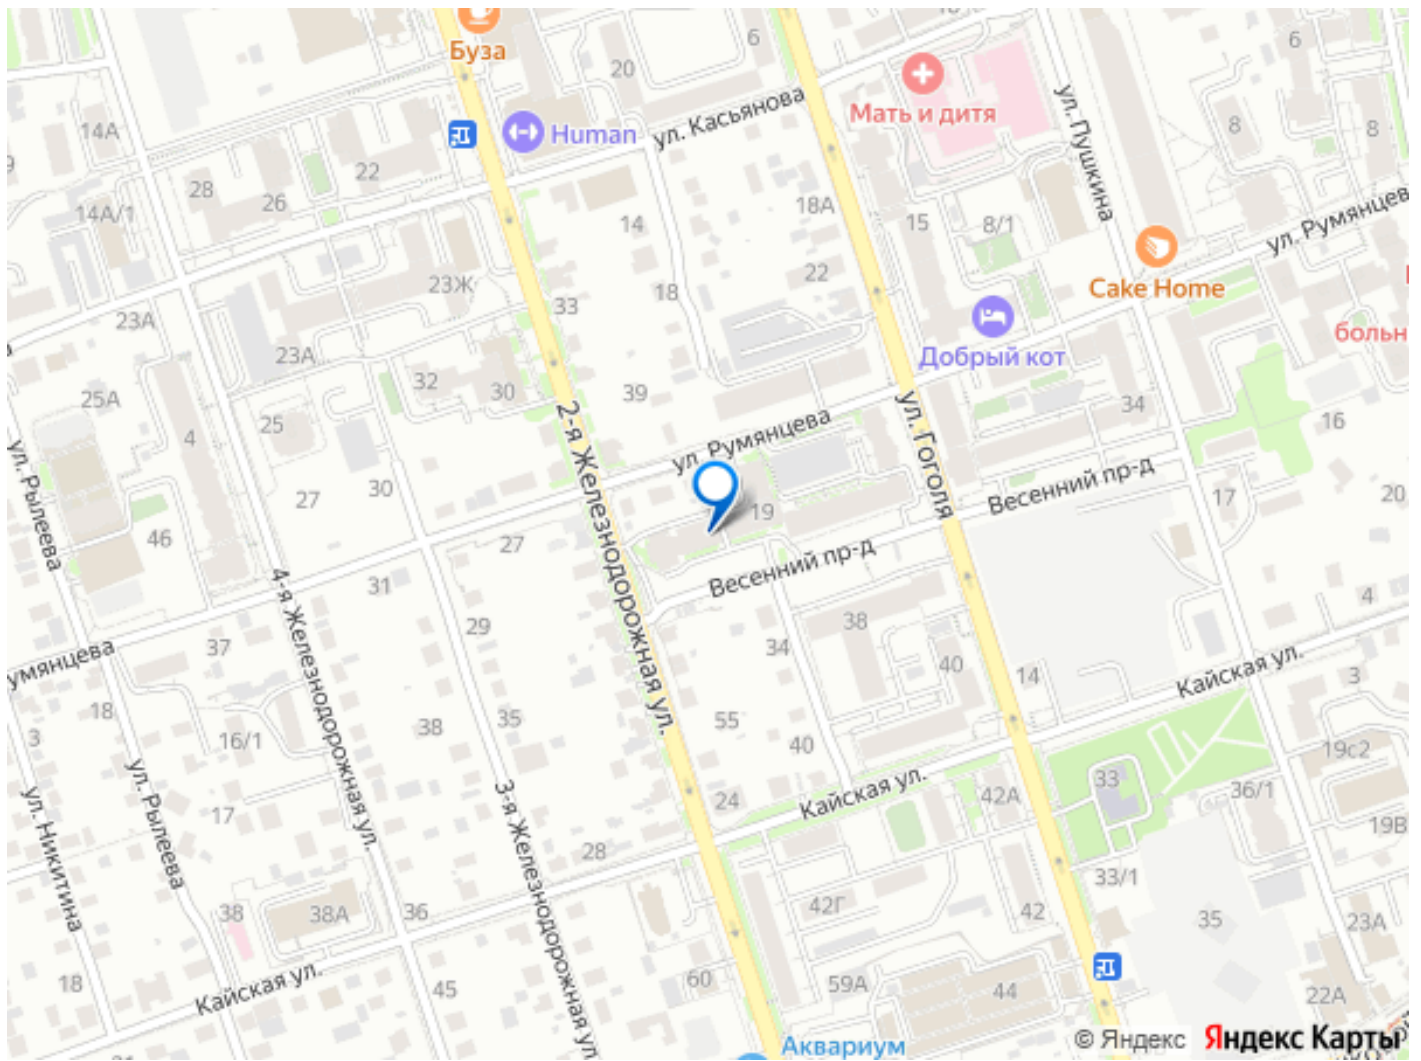 Буза
6
20
6
14А
ул. Касьянова
Мать и дитя
Human
ул. Пушкина
8
8
22
28
26
14А/1
18А
15
8/1
14
ул. Румянцев
22
23Ж
18
33
Cake Home
23А
23А
Добрый кот
больн
32
30
39
25А
25
4
2-я Железнодорожная ул.
ул. Румянцева
ул. Гоголя
34
16
ул. Рылеева
27
30
19
Весенний пр-д
17
20
46
27
31
4-я Железнодорожная ул.
Весенний пр-д
4
29
34
38
40
14
Кайская ул.
3
умянцева
37
18
3
16/1
38
35
55
40
19с2
ул. Рылеева
ул. Никитина
17
3-я Железнодорожная ул.
24
Кайская ул.
42А
33
36/1
19В
28
33/1
38
38А
36
42Г
42
35
23А
18
Кайская ул.
45
60
59А
44
22А
Аквариум
© Яндекс
Яндекс Карты